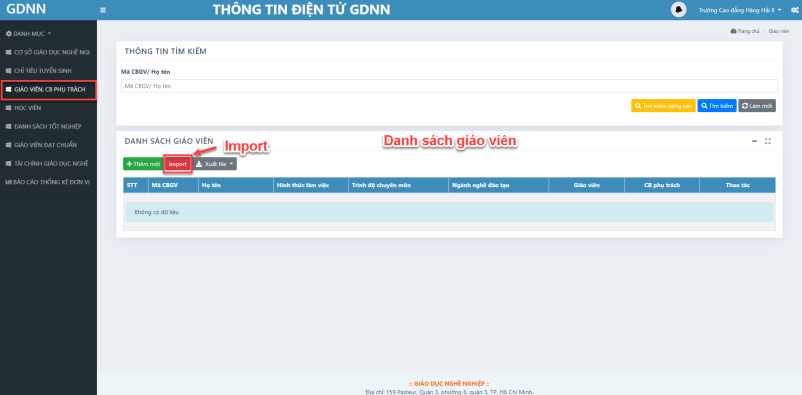 GDNN
THÔNG TIN ĐIỆN TỬ GDNN
Trường Cao đẳng Hàng Hải II
DANH MỤC
CƠ SỞ GIÁO DỤC NGHỀ NGI
CHỈ TIÊU TUYỂN SINH
GIÁO VIÊN, CB PHỤ TRÁCH
HỌC VIÊN
DANH SÁCH TỐT NGHIỆP
GIÁO VIÊN ĐẠT CHUẨN
TÀI CHÍNH GIÁO DỤC NGHỀ
BÁO CÁO THỐNG KÊ ĐƠN VỊ
Trang chủ Giáo viên
THÔNG TIN TÌM KIẾM
Mã CBGV/ Họ tên
Mã CBGV/ Họ tên
Tìm kiếm nâng cao Tìm kiếm Làm mới
DANH SÁCH GIÁO VIÊN
Import
Danh sách giáo viên
+ Thêm mới Import Xuất file
STT Mã CBGV Họ tên Hình thức làm việc Trình độ chuyên môn Ngành nghề đào tạo Giáo viên CB phụ trách Thao tác
Không có dữ liệu
:: GIÁO DỤC NGHỀ NGHIỆP ::
Địa chỉ: 159 Pasteur, Quận 3, phường 6, quận 3, TP. Hồ Chí Minh.